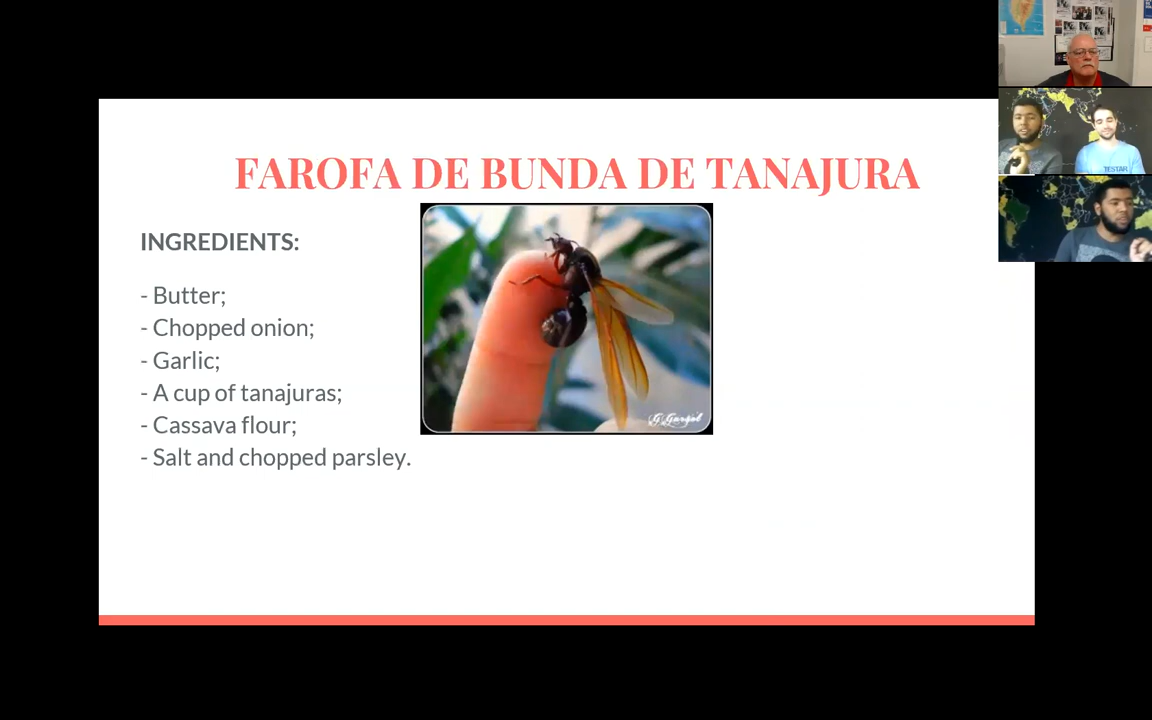 FAROFA DE BUNDA DE TANAJURA
INGREDIENTS:
- Butter;
- Chopped onion;
- Garlic;
- A cup of tanajuras;
- Cassava flour;
- Salt and chopped parsley.